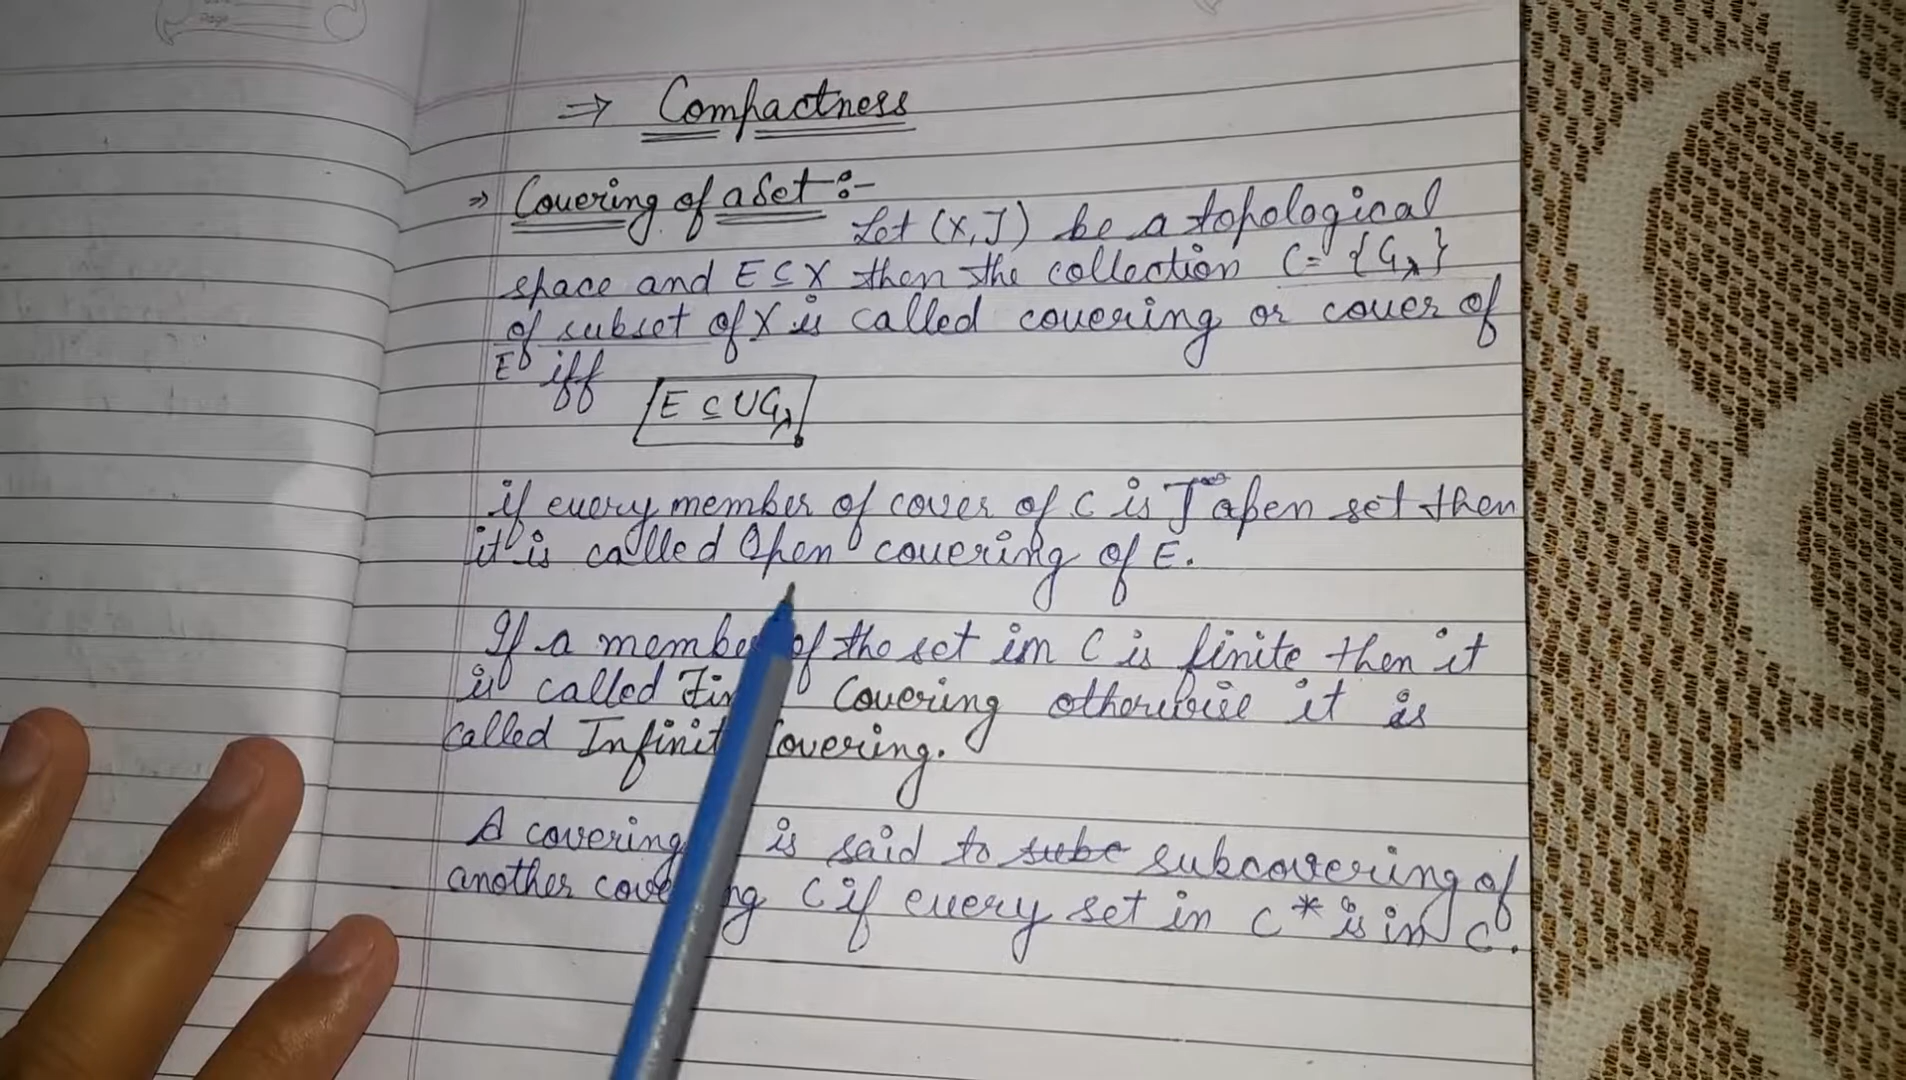 Page
⇒ Compactness
⇒ Covering of a Set :-
Let (X, J) be a topological
space and E ⊆ X then the collection C = {Gλ}
of subset of X is called covering or cover of
E iff
E ⊆ ∪Gλ
if every member of cover of C is J open set then
it is called Open covering of E.
If a member of the set in C is finite then it
is called Covering otherwise it is
called Covering.
A covering is said to subcovering of
another covering C if every set in C* is in C.